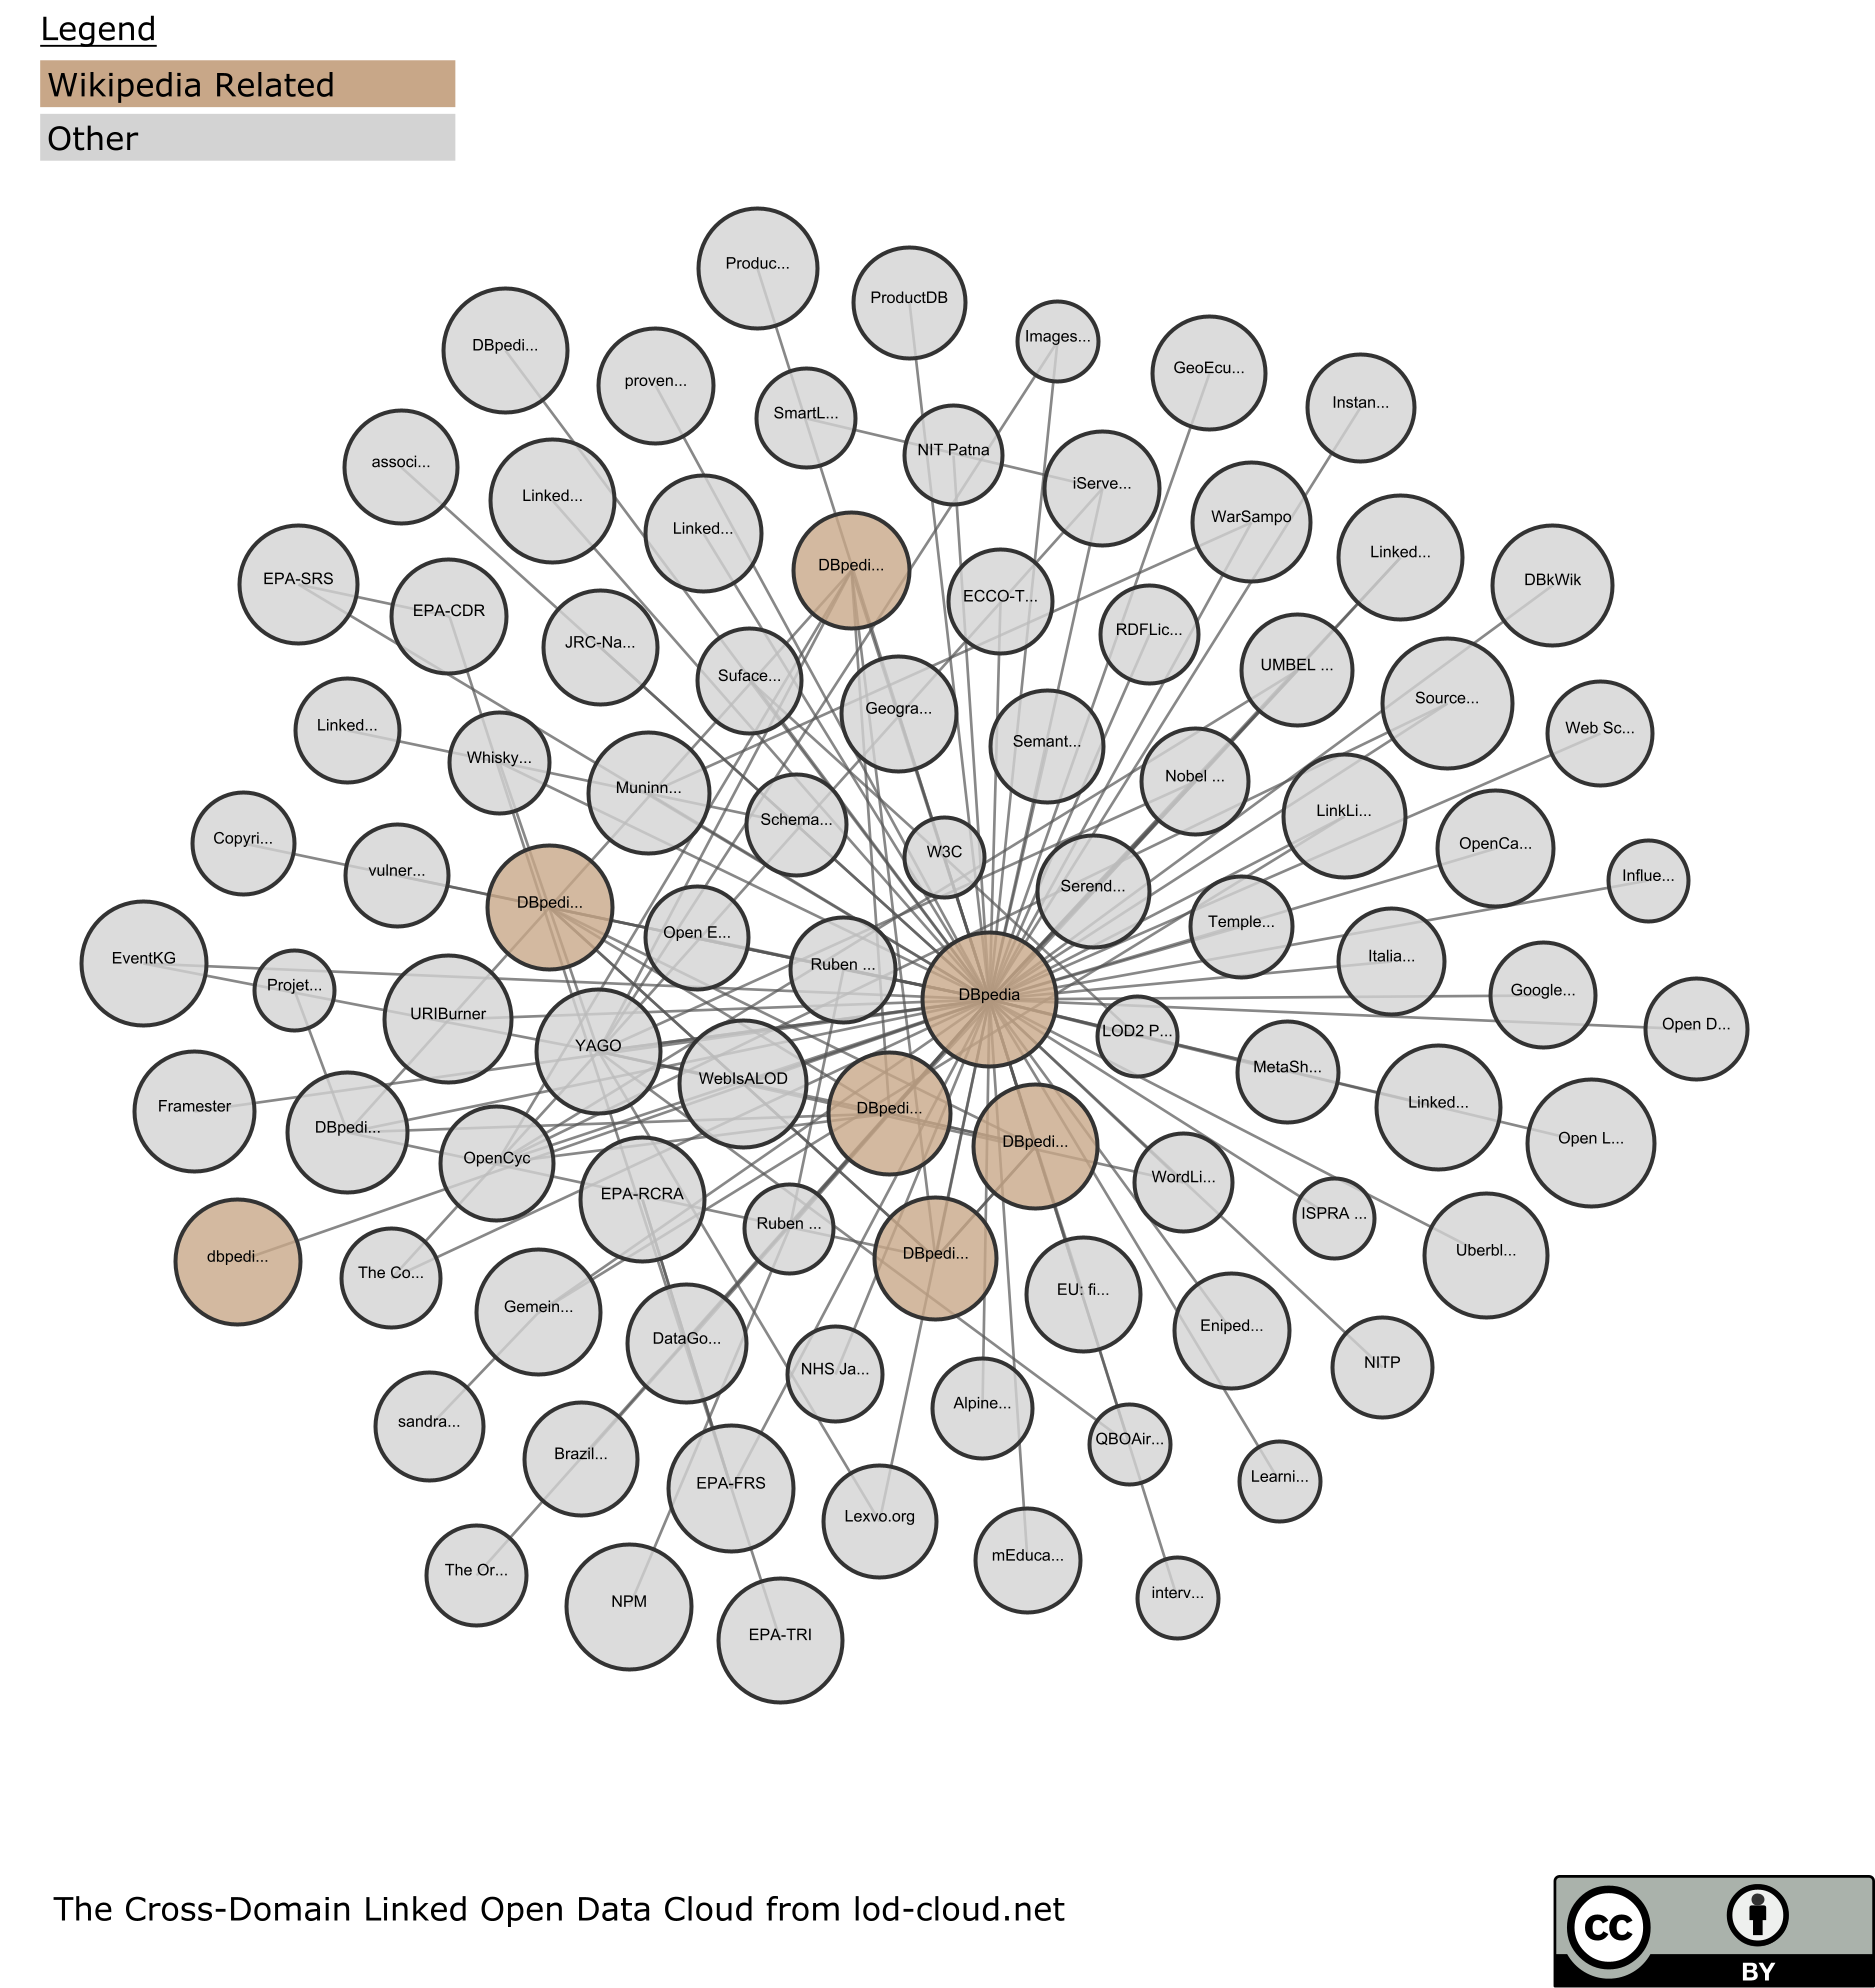 Legend
Wikipedia Related
Other
Produc...
ProductDB
Images...
DBpedi...
GeoEcu...
proven...
Instan...
SmartL...
NIT Patna
associ...
iServe...
Linked...
WarSampo
Linked...
Linked...
DBpedi...
EPA-SRS
DBkWik
ECCO-T...
EPA-CDR
RDFLic...
JRC-Na...
UMBEL ...
Suface...
Source...
Geogra...
Linked...
Web Sc...
Semant...
Whisky...
Nobel ...
Muninn...
LinkLi...
Schema...
Copyri...
OpenCa...
W3C
vulner...
Influe...
Serend...
DBpedi...
Temple...
Open E...
EventKG
Italia...
Ruben ...
Projet...
Google...
DBpedia
URIBurner
Open D...
LOD2 P...
YAGO
MetaSh...
WebIsALOD
Linked...
Framester
DBpedi...
DBpedi...
Open L...
DBpedi...
OpenCyc
WordLi...
EPA-RCRA
ISPRA ...
Ruben ...
Uberbl...
DBpedi...
dbpedi...
The Co...
EU: fi...
Gemein...
Eniped...
DataGo...
NITP
NHS Ja...
Alpine...
sandra...
QBOAir...
Brazil...
Learni...
EPA-FRS
Lexvo.org
mEduca...
The Or...
interv...
NPM
EPA-TRI
The Cross-Domain Linked Open Data Cloud from lod-cloud.net
cc
BY